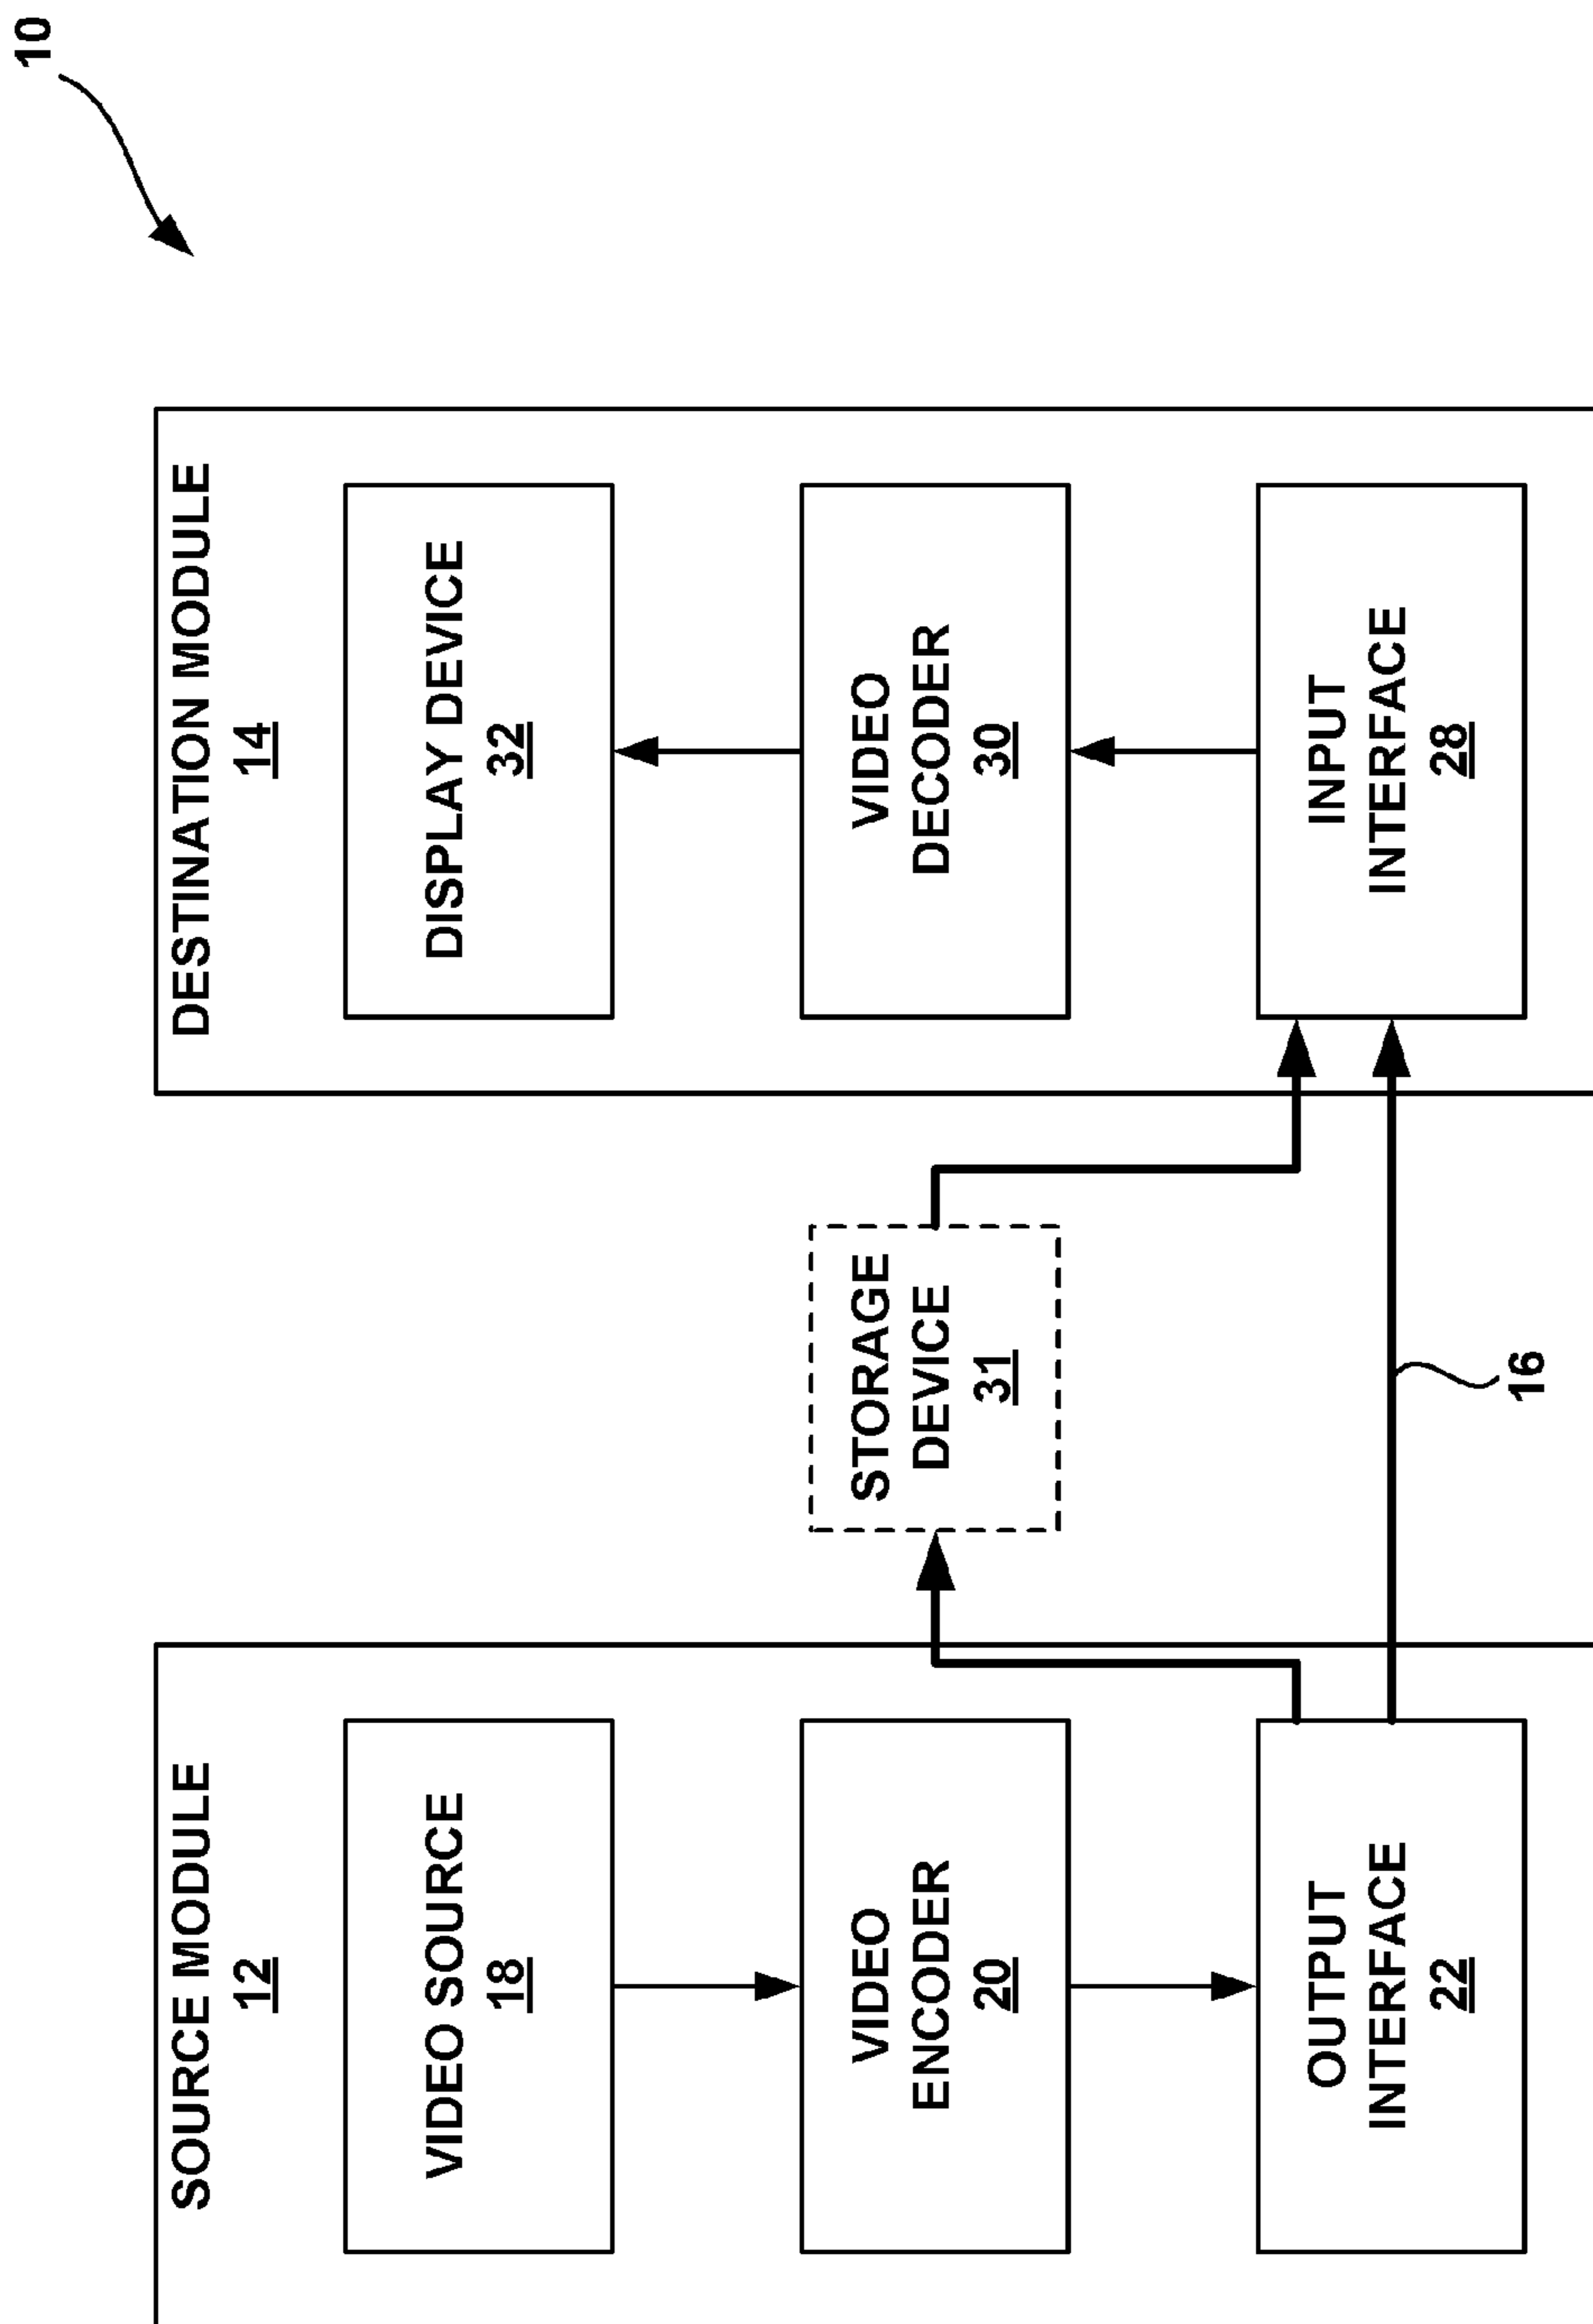 10
SOURCE MODULE
12
VIDEO SOURCE
18
VIDEO
ENCODER
20
OUTPUT
INTERFACE
22
STORAGE
DEVICE
31
16
DESTINATION MODULE
14
DISPLAY DEVICE
32
VIDEO
DECODER
30
INPUT
INTERFACE
28